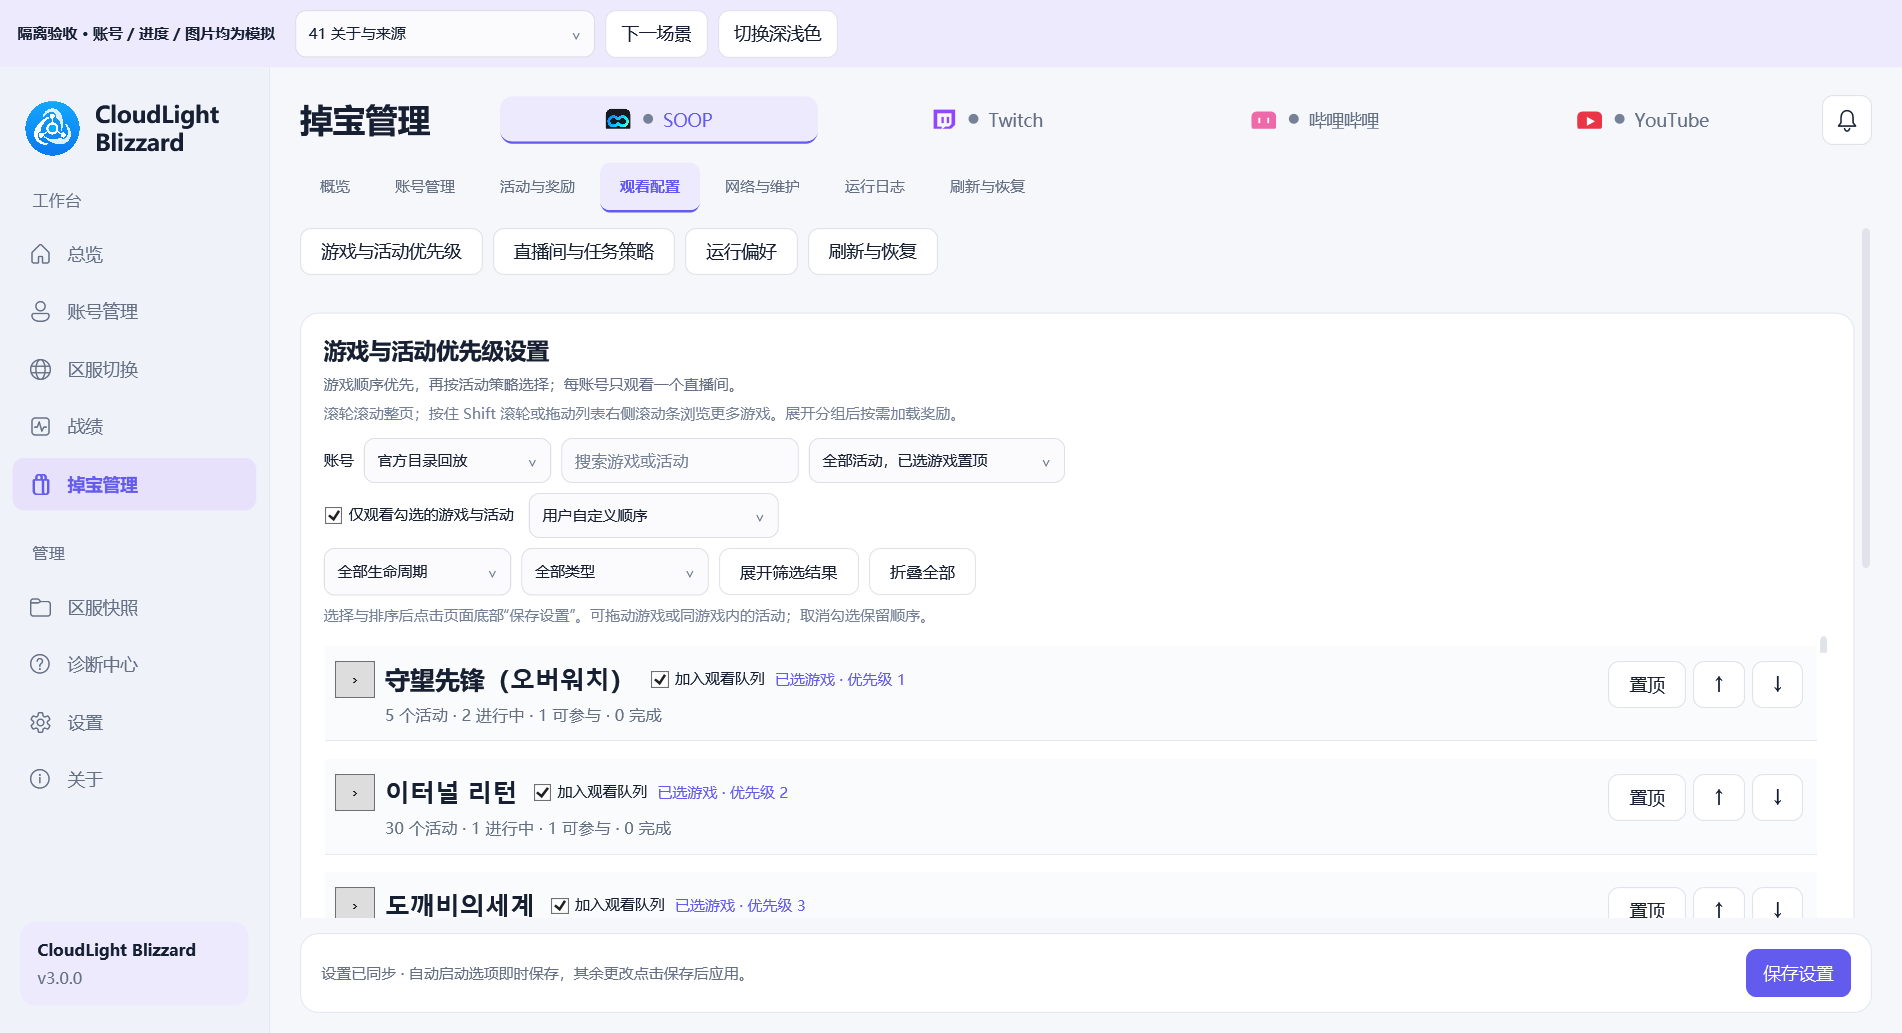 隔离验收 • 账号 / 进度 / 图片均为模拟
41 关于与来源
下一场景
切换深浅色
CloudLight
Blizzard
工作台
总览
账号管理
区服切换
战绩
掉宝管理
管理
区服快照
诊断中心
设置
关于
CloudLight Blizzard
v3.0.0
掉宝管理
SOOP
Twitch
哔哩哔哩
YouTube
概览
账号管理
活动与奖励
观看配置
网络与维护
运行日志
刷新与恢复
游戏与活动优先级
直播间与任务策略
运行偏好
刷新与恢复
游戏与活动优先级设置
游戏顺序优先，再按活动策略选择；每账号只观看一个直播间。
滚轮滚动整页；按住 Shift 滚轮或拖动列表右侧滚动条浏览更多游戏。展开分组后按需加载奖励。
账号
官方目录回放
搜索游戏或活动
全部活动，已选游戏置顶
仅观看勾选的游戏与活动
用户自定义顺序
全部生命周期
全部类型
展开筛选结果
折叠全部
选择与排序后点击页面底部“保存设置”。可拖动游戏或同游戏内的活动；取消勾选保留顺序。
守望先锋（오버워치） 加入观看队列 已选游戏 · 优先级 1
5 个活动 · 2 进行中 · 1 可参与 · 0 完成
置顶 ↑ ↓
이터널 리턴 加入观看队列 已选游戏 · 优先级 2
30 个活动 · 1 进行中 · 1 可参与 · 0 完成
置顶 ↑ ↓
도깨비의세계 加入观看队列 已选游戏 · 优先级 3
置顶 ↑ ↓
设置已同步 · 自动启动选项即时保存，其余更改点击保存后应用。
保存设置